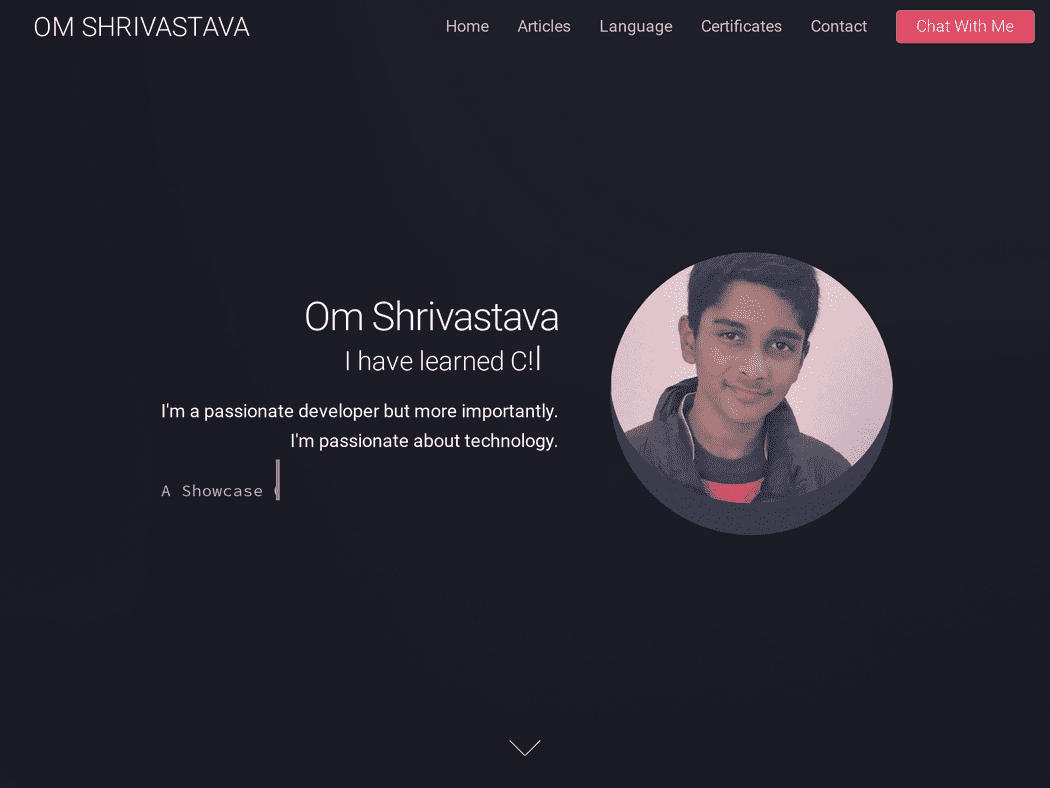 OM SHRIVASTAVA
Home Articles Language Certificates Contact Chat With Me
Om Shrivastava
I have learned C!
I'm a passionate developer but more importantly.
I'm passionate about technology.
A Showcase